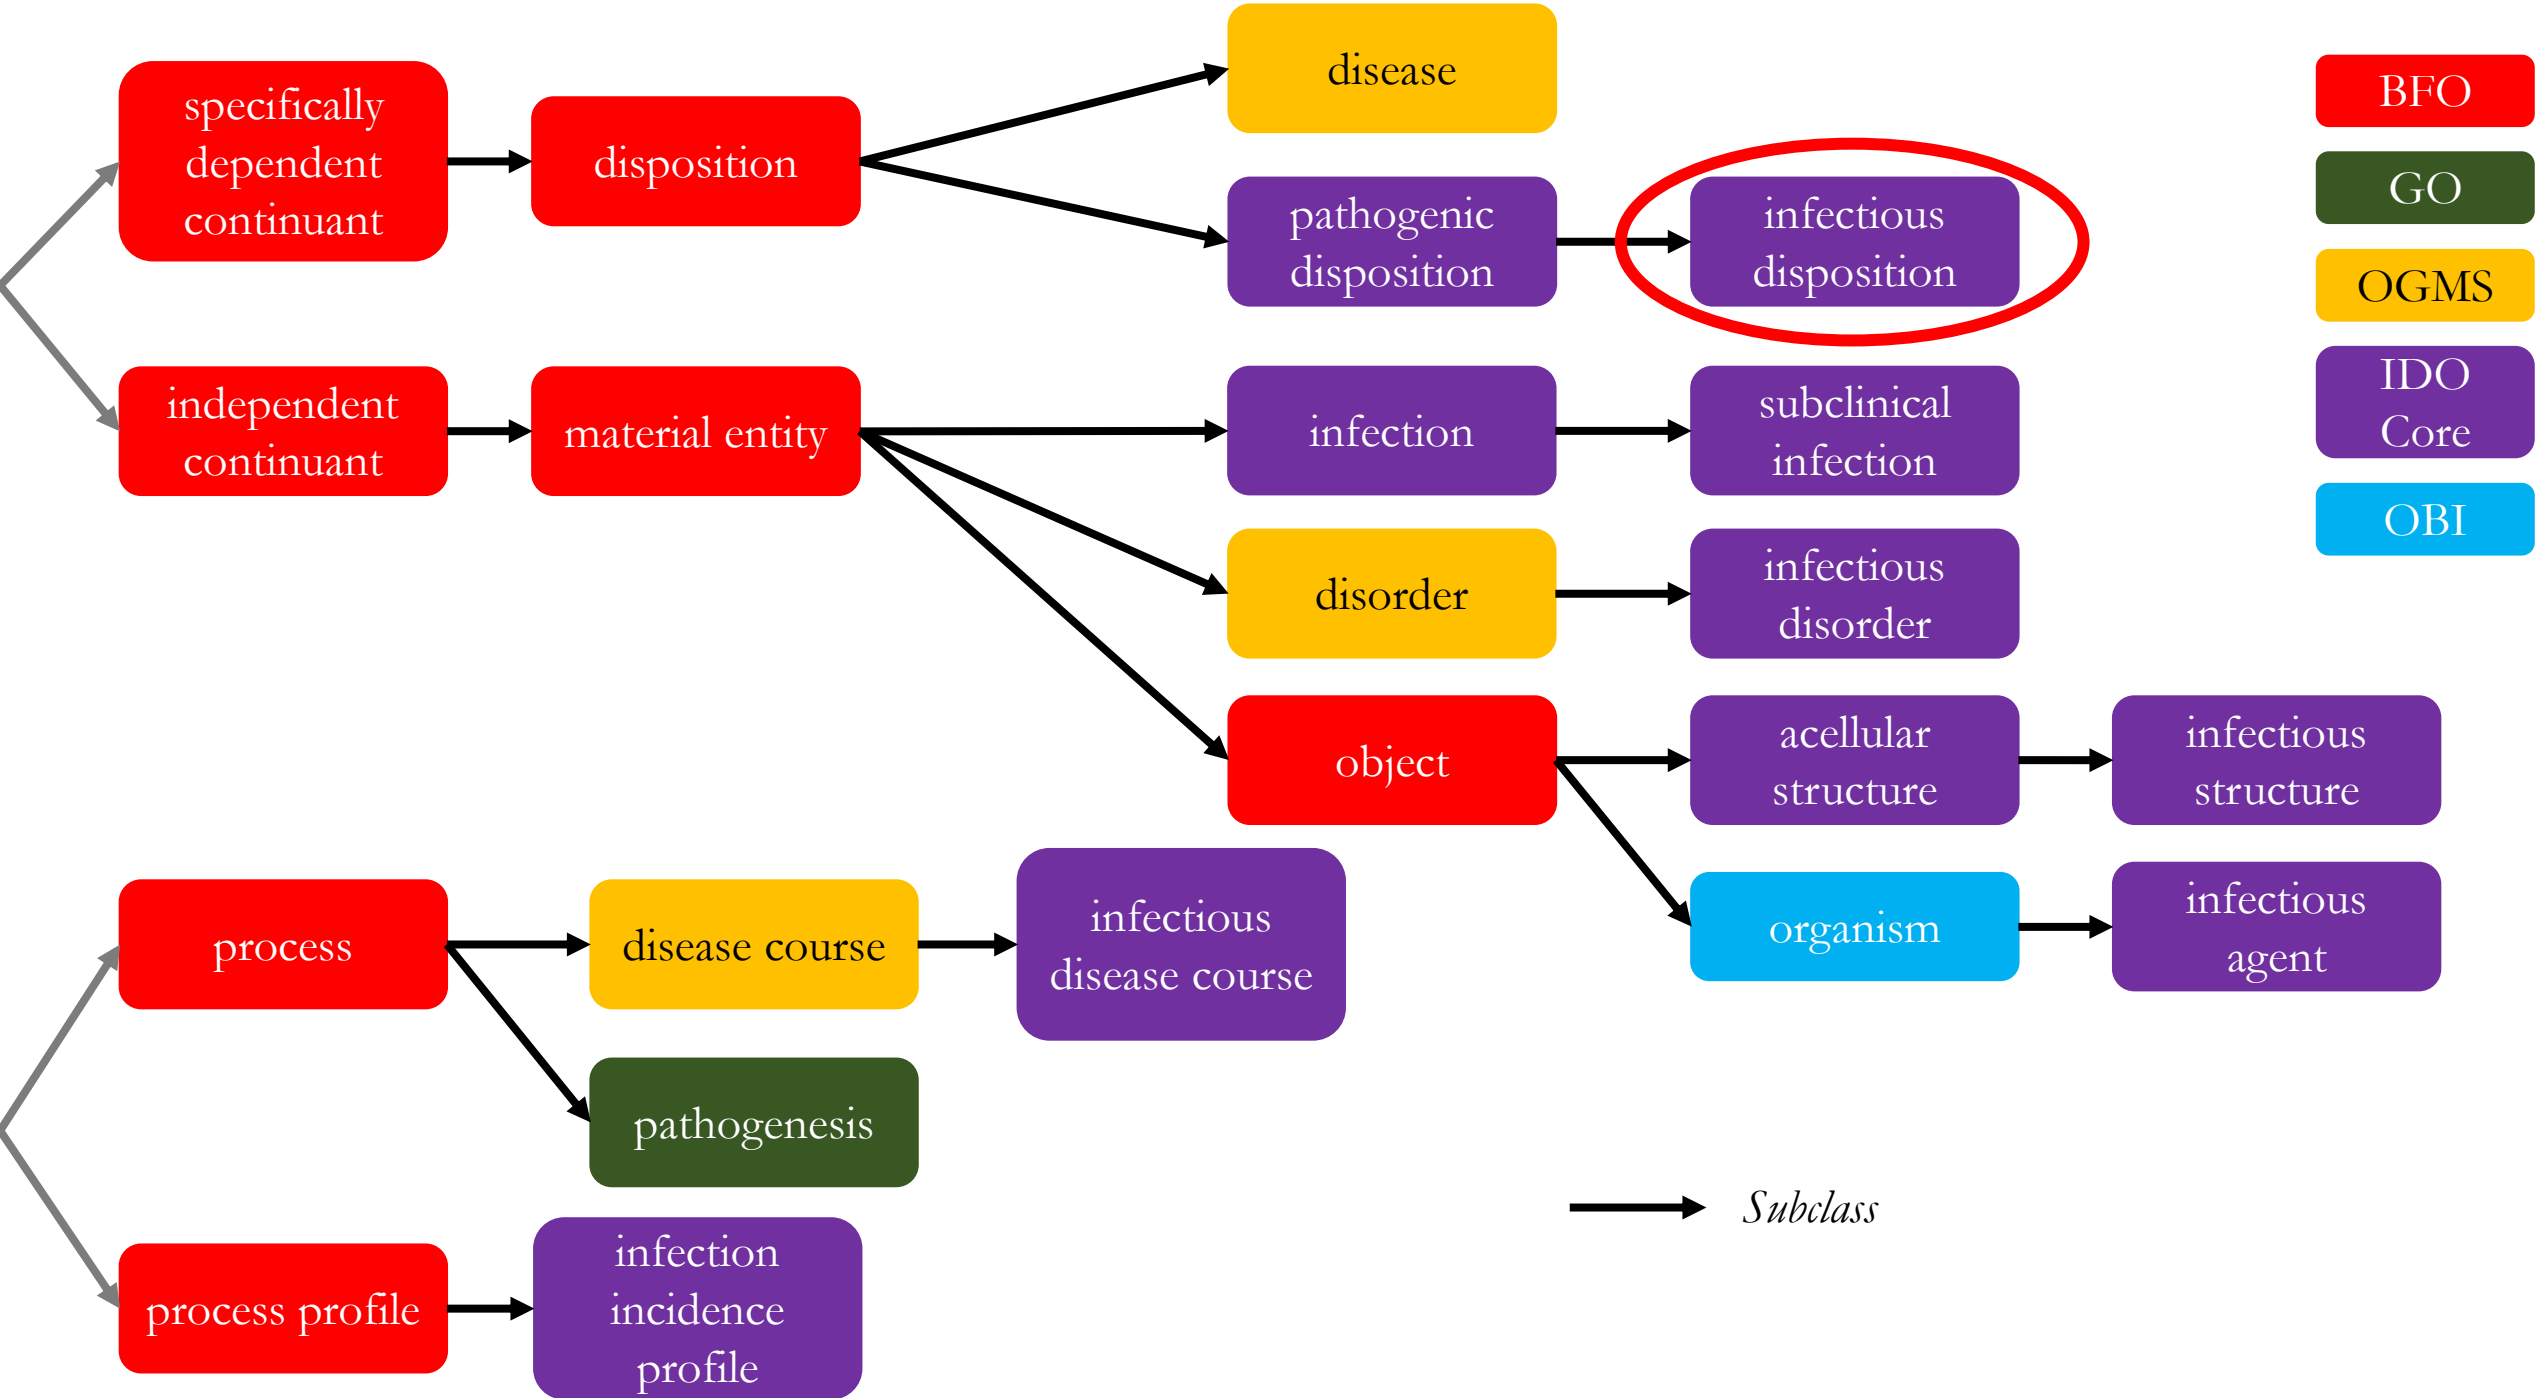 specifically
dependent
continuant
disposition
disease
pathogenic
disposition
infectious
disposition
independent
continuant
material entity
infection
subclinical
infection
disorder
infectious
disorder
object
acellular
structure
infectious
structure
organism
infectious
agent
process
disease course
infectious
disease course
pathogenesis
process profile
infection
incidence
profile
BFO
GO
OGMS
IDO
Core
OBI
Subclass